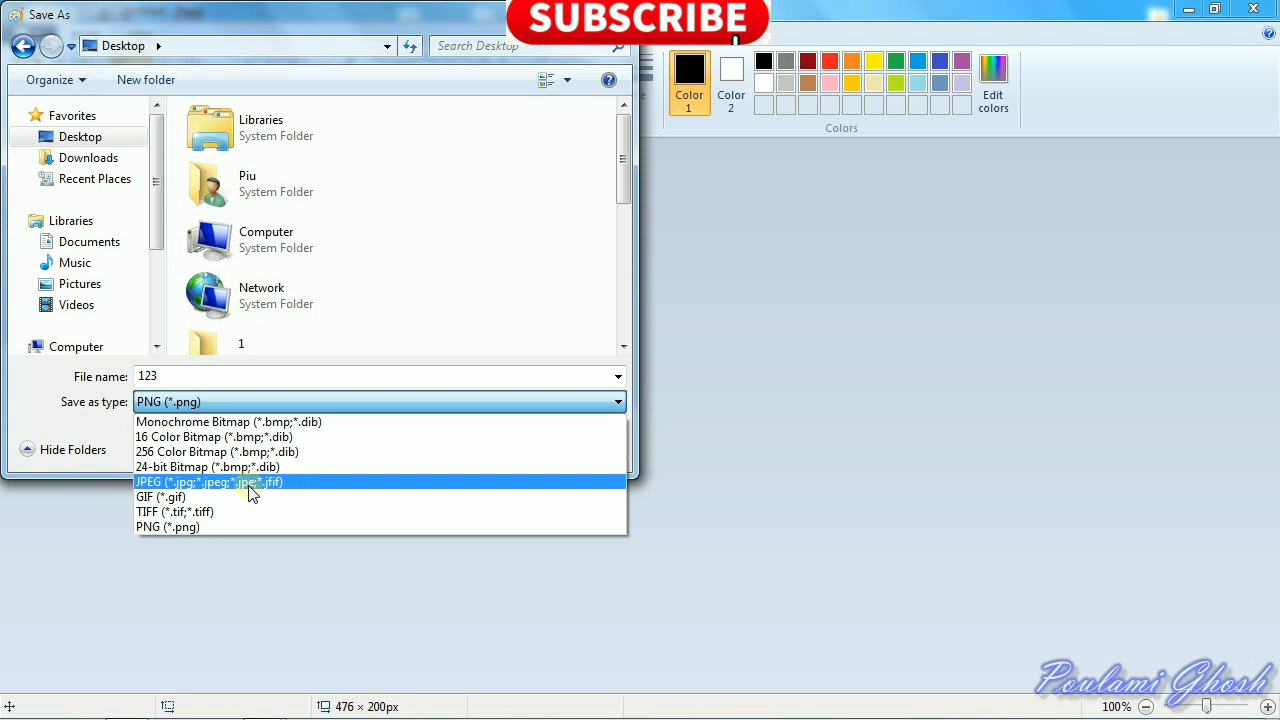 Save As
SUBSCRIBE
Desktop
Search Desktop
Organize
New folder
Color 1
Color 2
Edit colors
Colors
Favorites
Desktop
Downloads
Recent Places
Libraries
Documents
Music
Pictures
Videos
Computer
Libraries
System Folder
Piu
System Folder
Computer
System Folder
Network
System Folder
1
File name: 123
Save as type: PNG (*.png)
Monochrome Bitmap (*.bmp;*.dib)
16 Color Bitmap (*.bmp;*.dib)
256 Color Bitmap (*.bmp;*.dib)
24-bit Bitmap (*.bmp;*.dib)
JPEG (*.jpg;*.jpeg;*.jpe;*.jfif)
GIF (*.gif)
TIFF (*.tif;*.tiff)
PNG (*.png)
Hide Folders
Poulami Ghosh
476 × 200px
100%